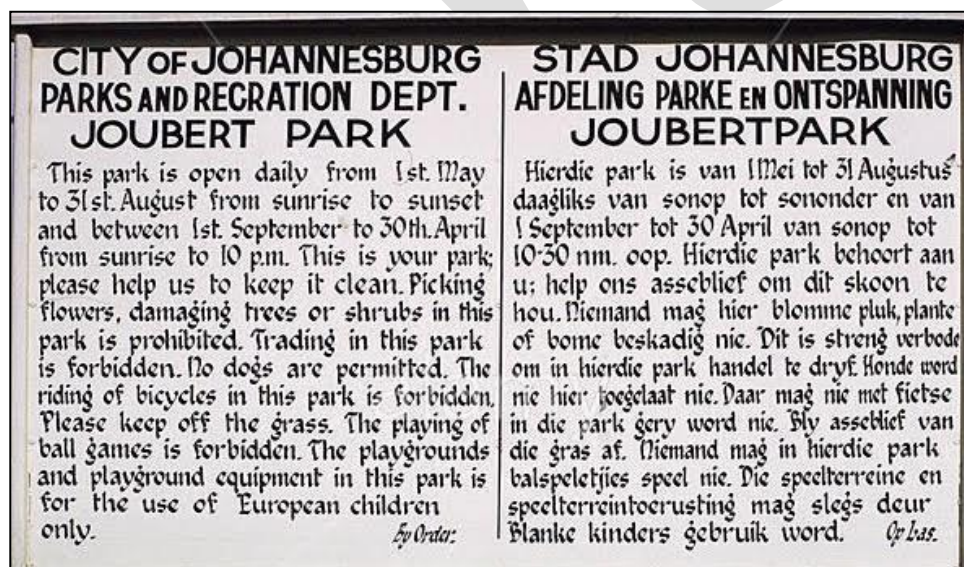 CITY OF JOHANNESBURG
PARKS AND RECRATION DEPT.
JOUBERT PARK
This park is open daily from 1st. May
to 31st. August from sunrise to sunset
and between 1st. September to 30th. April
from sunrise to 10 p.m. This is your park;
please help us to keep it clean. Picking
flowers, damaging trees or shrubs in this
park is prohibited. Trading in this park
is forbidden. No dogs are permitted. The
riding of bicycles in this park is forbidden.
Please keep off the grass. The playing of
ball games is forbidden. The playgrounds
and playground equipment in this park is
for the use of European children
only. By Order:
STAD JOHANNESBURG
AFDELING PARKE EN ONTSPANNING
JOUBERTPARK
Hierdie park is van 1 Mei tot 31 Augustus
daagliks van sonop tot sononder en van
1 September tot 30 April van sonop tot
10-30 nm. oop. Hierdie park behoort aan
u; help ons asseblief om dit skoon te
hou. Niemand mag hier blomme pluk, plante
of bome beskadig nie. Dit is streng verbode
om in hierdie park handel te dryf. Honde word
nie hier toegelaat nie. Daar mag nie met fietse
in die park gery word nie. Bly asseblief van
die gras af. Niemand mag in hierdie park
balspeletjies speel nie. Die speelterreine en
speelterreintoerusting mag slegs deur
Blanke kinders gebruik word. Op Las.